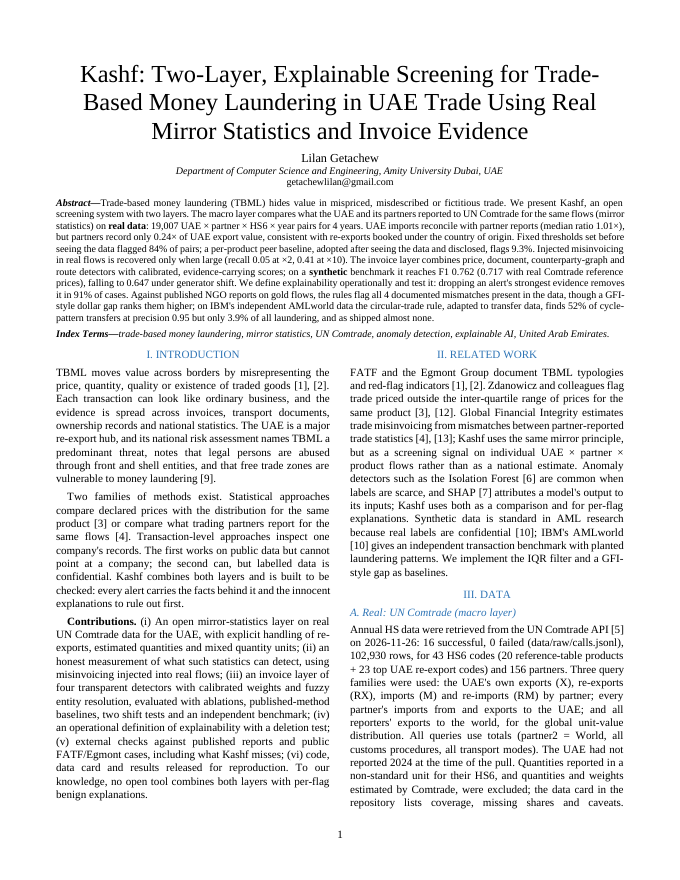 Kashf: Two-Layer, Explainable Screening for Trade-
Based Money Laundering in UAE Trade Using Real
Mirror Statistics and Invoice Evidence
Lilan Getachew
Department of Computer Science and Engineering, Amity University Dubai, UAE
getachewlilan@gmail.com
Abstract—Trade-based money laundering (TBML) hides value in mispriced, misdescribed or fictitious trade. We present Kashf, an open
screening system with two layers. The macro layer compares what the UAE and its partners reported to UN Comtrade for the same flows (mirror
statistics) on real data: 19,007 UAE × partner × HS6 × year pairs for 4 years. UAE imports reconcile with partner reports (median ratio 1.01×),
but partners record only 0.24× of UAE export value, consistent with re-exports booked under the country of origin. Fixed thresholds set before
seeing the data flagged 84% of pairs; a per-product peer baseline, adopted after seeing the data and disclosed, flags 9.3%. Injected misinvoicing
in real flows is recovered only when large (recall 0.05 at ×2, 0.41 at ×10). The invoice layer combines price, document, counterparty-graph and
route detectors with calibrated, evidence-carrying scores; on a synthetic benchmark it reaches F1 0.762 (0.717 with real Comtrade reference
prices), falling to 0.647 under generator shift. We define explainability operationally and test it: dropping an alert's strongest evidence removes
it in 91% of cases. Against published NGO reports on gold flows, the rules flag all 4 documented mismatches present in the data, though a GFI-
style dollar gap ranks them higher; on IBM's independent AMLworld data the circular-trade rule, adapted to transfer data, finds 52% of cycle-
pattern transfers at precision 0.95 but only 3.9% of all laundering, and as shipped almost none.
Index Terms—trade-based money laundering, mirror statistics, UN Comtrade, anomaly detection, explainable AI, United Arab Emirates.
I. INTRODUCTION
TBML moves value across borders by misrepresenting the
price, quantity, quality or existence of traded goods [1], [2].
Each transaction can look like ordinary business, and the
evidence is spread across invoices, transport documents,
ownership records and national statistics. The UAE is a major
re-export hub, and its national risk assessment names TBML a
predominant threat, notes that legal persons are abused
through front and shell entities, and that free trade zones are
vulnerable to money laundering [9].
Two families of methods exist. Statistical approaches
compare declared prices with the distribution for the same
product [3] or compare what trading partners report for the
same flows [4]. Transaction-level approaches inspect one
company's records. The first works on public data but cannot
point at a company; the second can, but labelled data is
confidential. Kashf combines both layers and is built to be
checked: every alert carries the facts behind it and the innocent
explanations to rule out first.
Contributions. (i) An open mirror-statistics layer on real
UN Comtrade data for the UAE, with explicit handling of re-
exports, estimated quantities and mixed quantity units; (ii) an
honest measurement of what such statistics can detect, using
misinvoicing injected into real flows; (iii) an invoice layer of
four transparent detectors with calibrated weights and fuzzy
entity resolution, evaluated with ablations, published-method
baselines, two shift tests and an independent benchmark; (iv)
an operational definition of explainability with a deletion test;
(v) external checks against published reports and public
FATF/Egmont cases, including what Kashf misses; (vi) code,
data card and results released for reproduction. To our
knowledge, no open tool combines both layers with per-flag
benign explanations.
II. RELATED WORK
FATF and the Egmont Group document TBML typologies
and red-flag indicators [1], [2]. Zdanowicz and colleagues flag
trade priced outside the inter-quartile range of prices for the
same product [3], [12]. Global Financial Integrity estimates
trade misinvoicing from mismatches between partner-reported
trade statistics [4], [13]; Kashf uses the same mirror principle,
but as a screening signal on individual UAE × partner ×
product flows rather than as a national estimate. Anomaly
detectors such as the Isolation Forest [6] are common when
labels are scarce, and SHAP [7] attributes a model's output to
its inputs; Kashf uses both as a comparison and for per-flag
explanations. Synthetic data is standard in AML research
because real labels are confidential [10]; IBM's AMLworld
[10] gives an independent transaction benchmark with planted
laundering patterns. We implement the IQR filter and a GFI-
style gap as baselines.
III. DATA
A. Real: UN Comtrade (macro layer)
Annual HS data were retrieved from the UN Comtrade API [5]
on 2026-11-26: 16 successful, 0 failed (data/raw/calls.jsonl),
102,930 rows, for 43 HS6 codes (20 reference-table products
+ 23 top UAE re-export codes) and 156 partners. Three query
families were used: the UAE's own exports (X), re-exports
(RX), imports (M) and re-imports (RM) by partner; every
partner's imports from and exports to the UAE; and all
reporters' exports to the world, for the global unit-value
distribution. All queries use totals (partner2 = World, all
customs procedures, all transport modes). The UAE had not
reported 2024 at the time of the pull. Quantities reported in a
non-standard unit for their HS6, and quantities and weights
estimated by Comtrade, were excluded; the data card in the
repository lists coverage, missing shares and caveats.
1